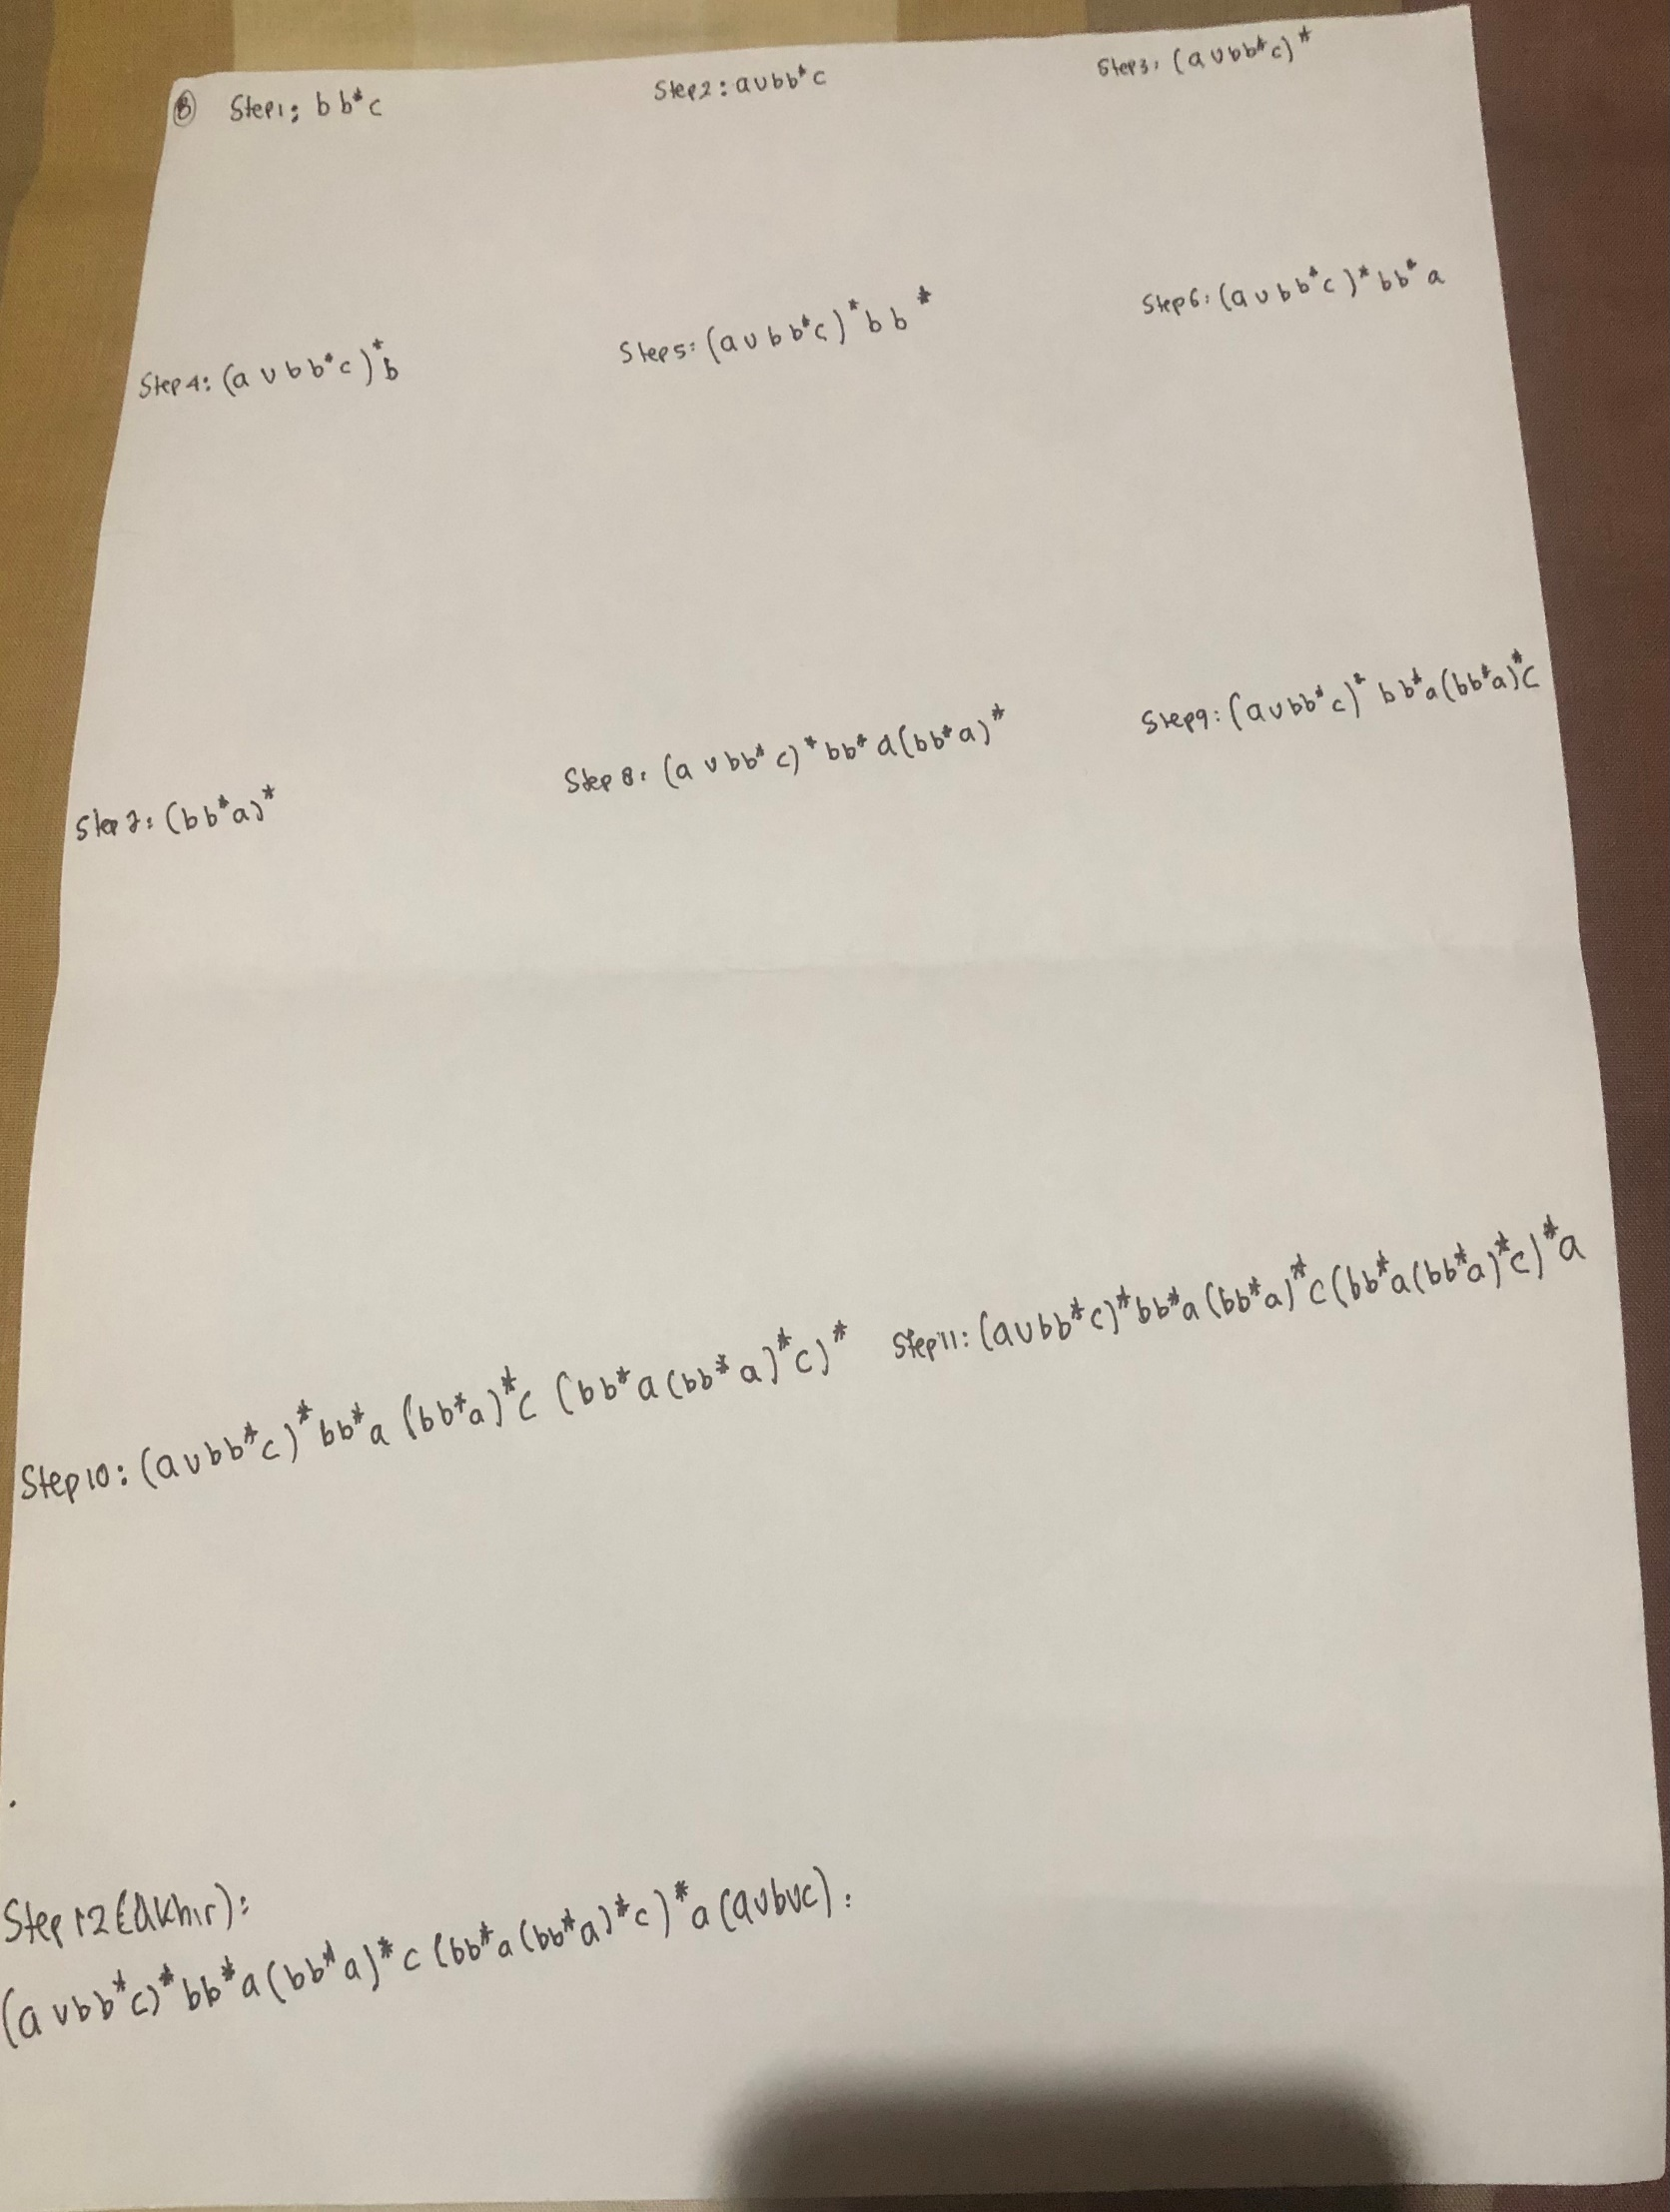 B Step1: bb*c Step2: a∪bb*c Step3: (a∪bb*c)*
Step4: (a∪bb*c)*b Step5: (a∪bb*c)*bb* Step6: (a∪bb*c)*bb*a
Step7: (bb*a)* Step8: (a∪bb*c)*bb*a(bb*a)* Step9: (a∪bb*c)*bb*a(bb*a)*c
Step10: (a∪bb*c)*bb*a(bb*a)*c(bb*a(bb*a)*c)* Step11: (a∪bb*c)*bb*a(bb*a)*c(bb*a(bb*a)*c)*a
Step12(Akhir):
(a∪bb*c)*bb*a(bb*a)*c(bb*a(bb*a)*c)*a(a∪b∪c):